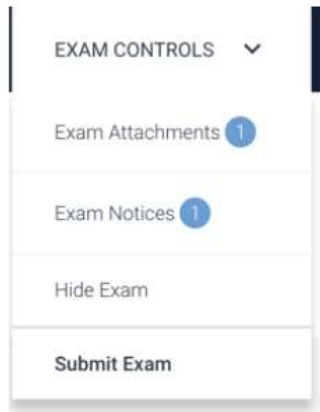 EXAM CONTROLS
Exam Attachments 1
Exam Notices 1
Hide Exam
Submit Exam